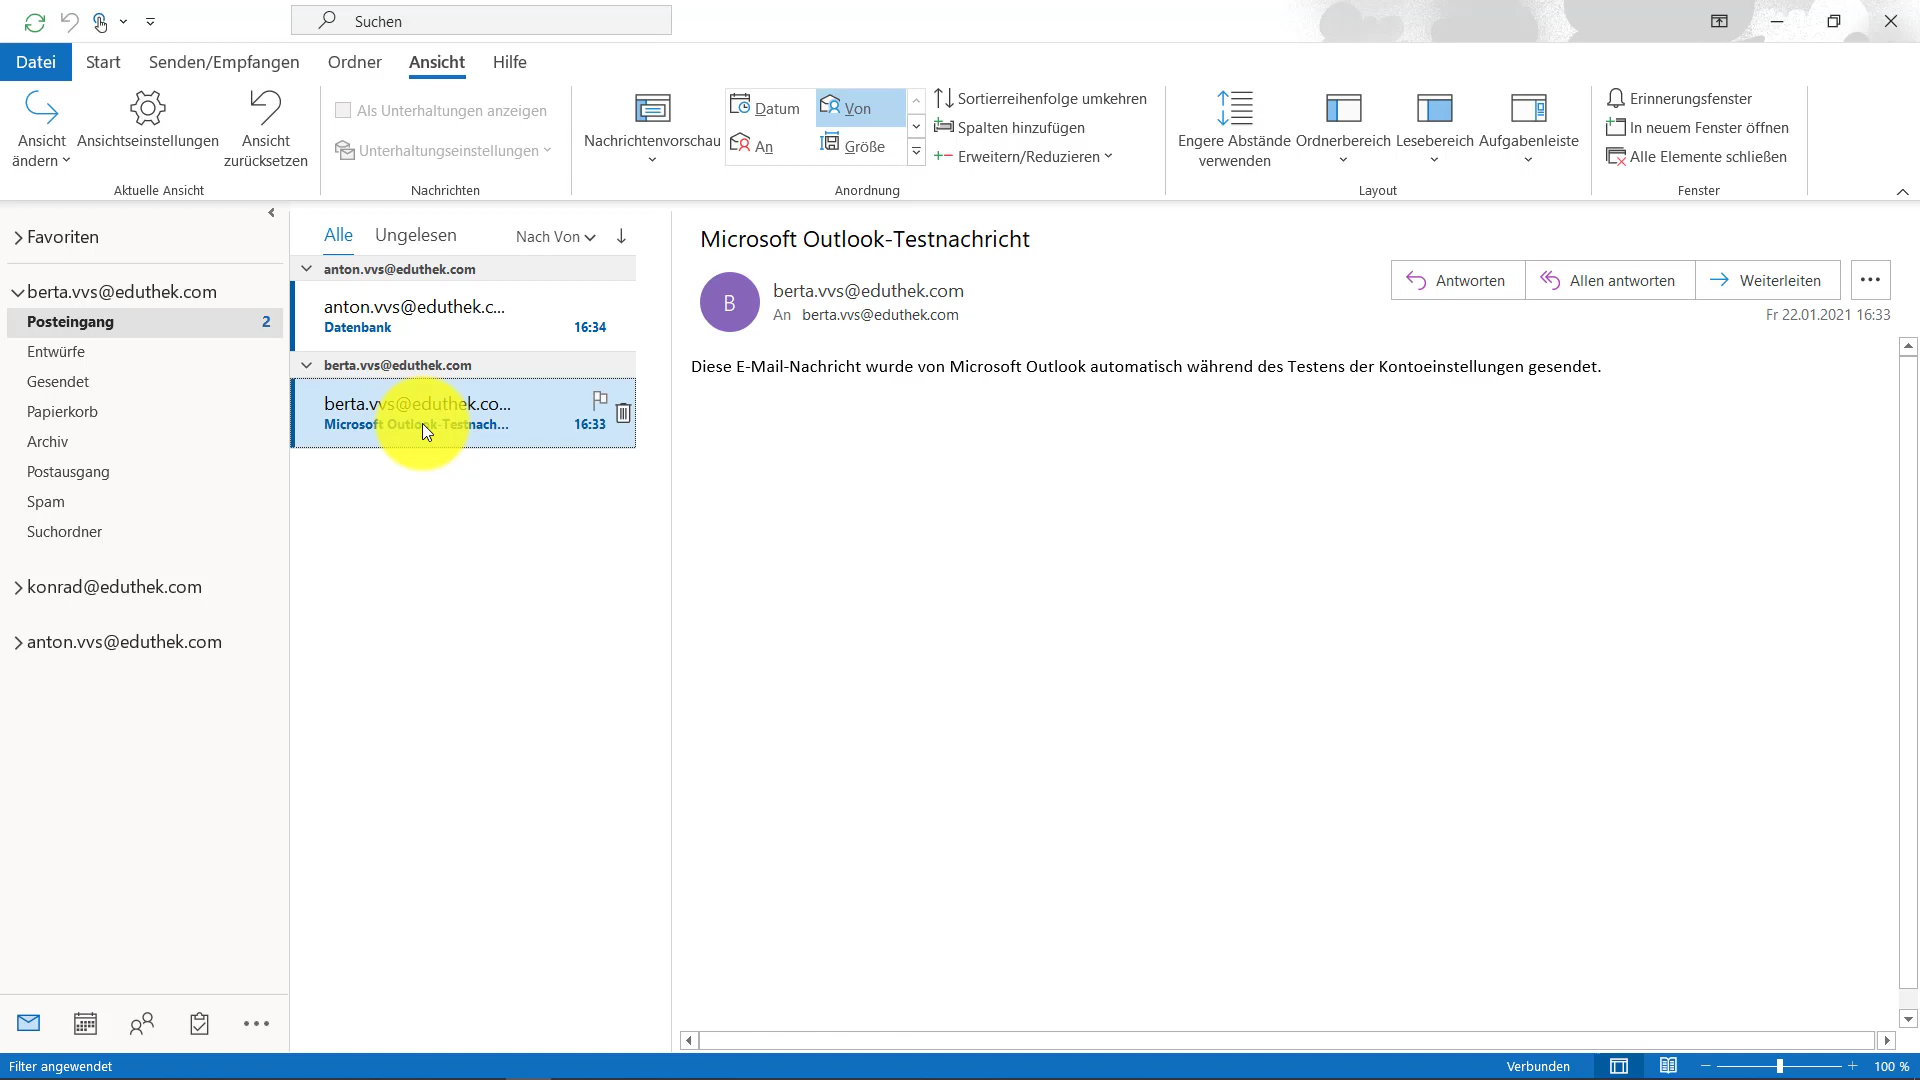 Suchen
Datei Start Senden/Empfangen Ordner Ansicht Hilfe
Ansicht ändern
Ansichtseinstellungen
Ansicht zurücksetzen
Aktuelle Ansicht
Als Unterhaltungen anzeigen
Unterhaltungseinstellungen
Nachrichten
Nachrichtenvorschau
Datum Von
An Größe
Sortierreihenfolge umkehren
Spalten hinzufügen
Erweitern/Reduzieren
Anordnung
Engere Abstände verwenden
Ordnerbereich
Lesebereich
Aufgabenleiste
Layout
Erinnerungsfenster
In neuem Fenster öffnen
Alle Elemente schließen
Fenster
Favoriten
berta.vvs@eduthek.com
Posteingang 2
Entwürfe
Gesendet
Papierkorb
Archiv
Postausgang
Spam
Suchordner
konrad@eduthek.com
anton.vvs@eduthek.com
Alle Ungelesen Nach Von
anton.vvs@eduthek.com
anton.vvs@eduthek.c...
Datenbank 16:34
berta.vvs@eduthek.com
berta.vvs@eduthek.co...
Microsoft Outlook-Testnach... 16:33
Microsoft Outlook-Testnachricht
B
berta.vvs@eduthek.com
An berta.vvs@eduthek.com
Antworten Allen antworten Weiterleiten
Fr 22.01.2021 16:33
Diese E-Mail-Nachricht wurde von Microsoft Outlook automatisch während des Testens der Kontoeinstellungen gesendet.
Filter angewendet
Verbunden
100 %